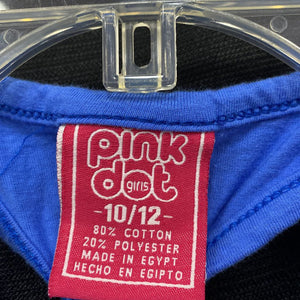 pink
dot
girls
-10/12-
80% COTTON
20% POLYESTER
MADE IN EGYPT
HECHO EN EGIPTO